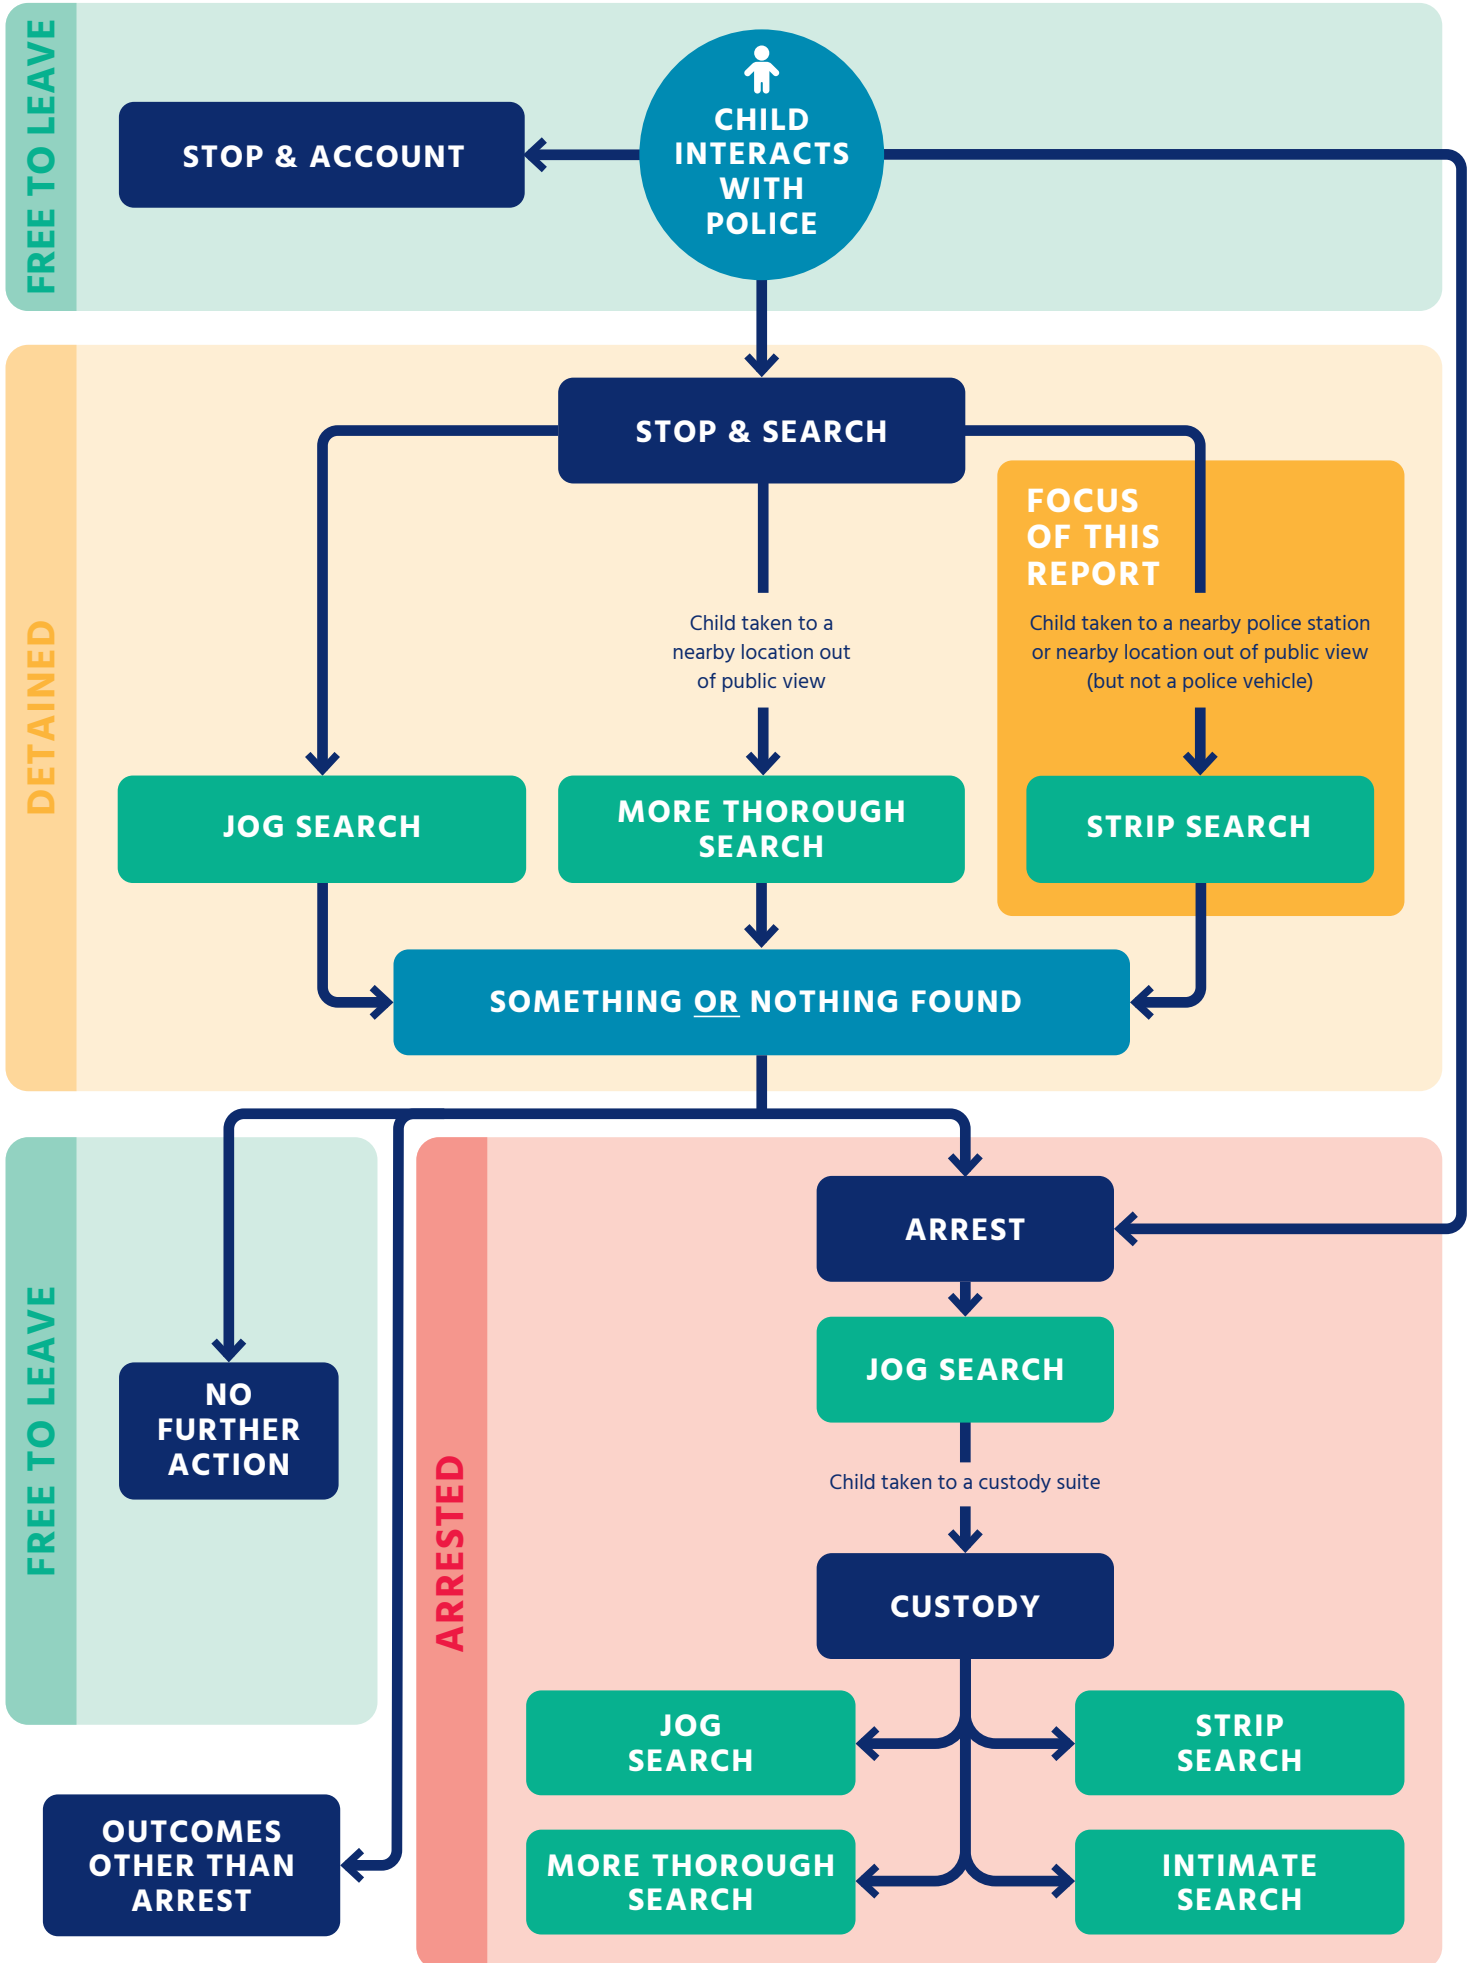 FREE TO LEAVE
CHILD
INTERACTS
WITH
POLICE
STOP & ACCOUNT
DETAINED
STOP & SEARCH
FOCUS
OF THIS
REPORT
Child taken to a
nearby location out
of public view
Child taken to a nearby police station
or nearby location out of public view
(but not a police vehicle)
JOG SEARCH
MORE THOROUGH
SEARCH
STRIP SEARCH
SOMETHING OR NOTHING FOUND
FREE TO LEAVE
NO
FURTHER
ACTION
OUTCOMES
OTHER THAN
ARREST
ARRESTED
ARREST
JOG SEARCH
Child taken to a custody suite
CUSTODY
JOG
SEARCH
STRIP
SEARCH
MORE THOROUGH
SEARCH
INTIMATE
SEARCH